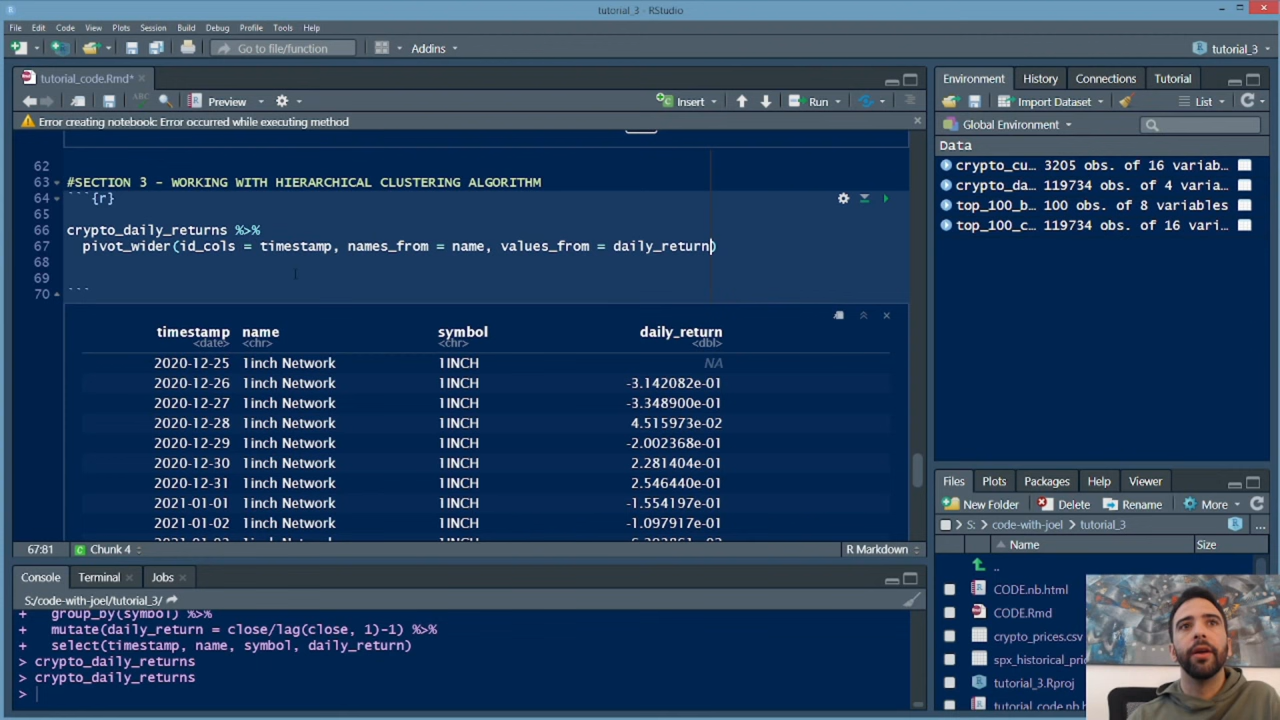 tutorial_3 - RStudio
File Edit Code View Plots Session Build Debug Profile Tools Help
Go to file/function Addins tutorial_3
tutorial_code.Rmd*
Preview Insert Run
Error creating notebook: Error occurred while executing method
62
63 #SECTION 3 - WORKING WITH HIERARCHICAL CLUSTERING ALGORITHM
64 ```{r}
65
66 crypto_daily_returns %>%
67 pivot_wider(id_cols = timestamp, names_from = name, values_from = daily_return)
68
69
70 ```
timestamp name symbol daily_return
<date> <chr> <chr> <dbl>
2020-12-25 1inch Network 1INCH NA
2020-12-26 1inch Network 1INCH -3.142082e-01
2020-12-27 1inch Network 1INCH -3.348900e-01
2020-12-28 1inch Network 1INCH 4.515973e-02
2020-12-29 1inch Network 1INCH -2.002368e-01
2020-12-30 1inch Network 1INCH 2.281404e-01
2020-12-31 1inch Network 1INCH 2.546440e-01
2021-01-01 1inch Network 1INCH -1.554197e-01
2021-01-02 1inch Network 1INCH -1.097917e-01
67:81 Chunk 4 R Markdown
Console Terminal Jobs
S:/code-with-joel/tutorial_3/
+ group_by(symbol) %>%
+ mutate(daily_return = close/lag(close, 1)-1) %>%
+ select(timestamp, name, symbol, daily_return)
> crypto_daily_returns
> crypto_daily_returns
>
Environment History Connections Tutorial
Import Dataset List
Global Environment
Data
crypto_cu… 3205 obs. of 16 variab…
crypto_da… 119734 obs. of 4 varia…
top_100_b… 100 obs. of 8 variables
top_100_c… 119734 obs. of 16 vari…
Files Plots Packages Help Viewer
New Folder Delete Rename More
S: > code-with-joel > tutorial_3 ...
Name Size
..
CODE.nb.html
CODE.Rmd
crypto_prices.csv
spx_historical_pri
tutorial_3.Rproj
tutorial_code.nb.h